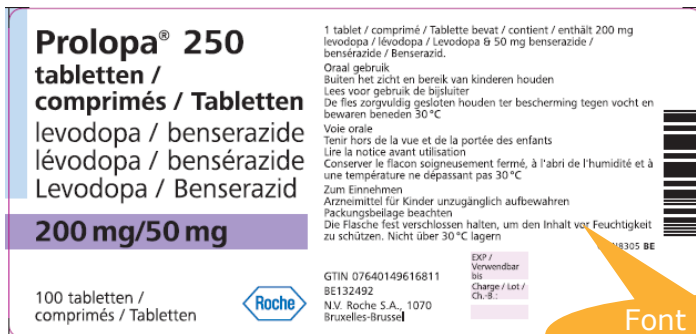 Prolopa® 250
tabletten /
comprimés / Tabletten
levodopa / benserazide
lévodopa / bensérazide
Levodopa / Benserazid
200 mg/50 mg
100 tabletten /
comprimés / Tabletten
Roche
1 tablet / comprimé / Tablette bevat / contient / enthält 200 mg
levodopa / lévodopa / Levodopa & 50 mg benserazide /
bensérazide / Benserazid.
Oraal gebruik
Buiten het zicht en bereik van kinderen houden
Lees voor gebruik de bijsluiter
De fles zorgvuldig gesloten houden ter bescherming tegen vocht en
bewaren beneden 30 °C
Voie orale
Tenir hors de la vue et de la portée des enfants
Lire la notice avant utilisation
Conserver le flacon soigneusement fermé, à l'abri de l'humidité et à
une température ne dépassant pas 30 °C
Zum Einnehmen
Arzneimittel für Kinder unzugänglich aufbewahren
Packungsbeilage beachten
Die Flasche fest verschlossen halten, um den Inhalt vor Feuchtigkeit
zu schützen. Nicht über 30 °C lagern
8305 BE
GTIN 07640149616811
BE132492
N.V. Roche S.A., 1070
Bruxelles-Brussel
EXP /
Verwendbar
bis
Charge / Lot /
Ch.-B.:
Font